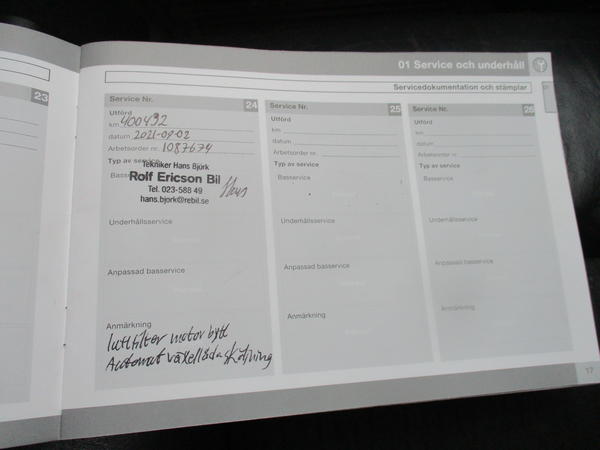 01 Service och underhåll
Servicedokumentation och stämplar
23
Service Nr. 24
Utförd
km 400492
datum 2021-09-02
Arbetsorder nr. 1087674
Typ av service
Tekniker Hans Björk
Rolf Ericson Bil
Tel. 023-588 49
hans.bjork@rebil.se
Hans
Underhållsservice
Anpassad basservice
Anmärkning
luftfilter motor bytt
Automat växellåda sköljning
Service Nr. 25
Utförd
km
datum
Arbetsorder nr.
Typ av service
Basservice
Underhållsservice
Anpassad basservice
Anmärkning
Service Nr. 26
Utförd
km
datum
Arbetsorder nr.
Typ av service
Basservice
Underhållsservice
Anpassad basservice
Anmärkning
17